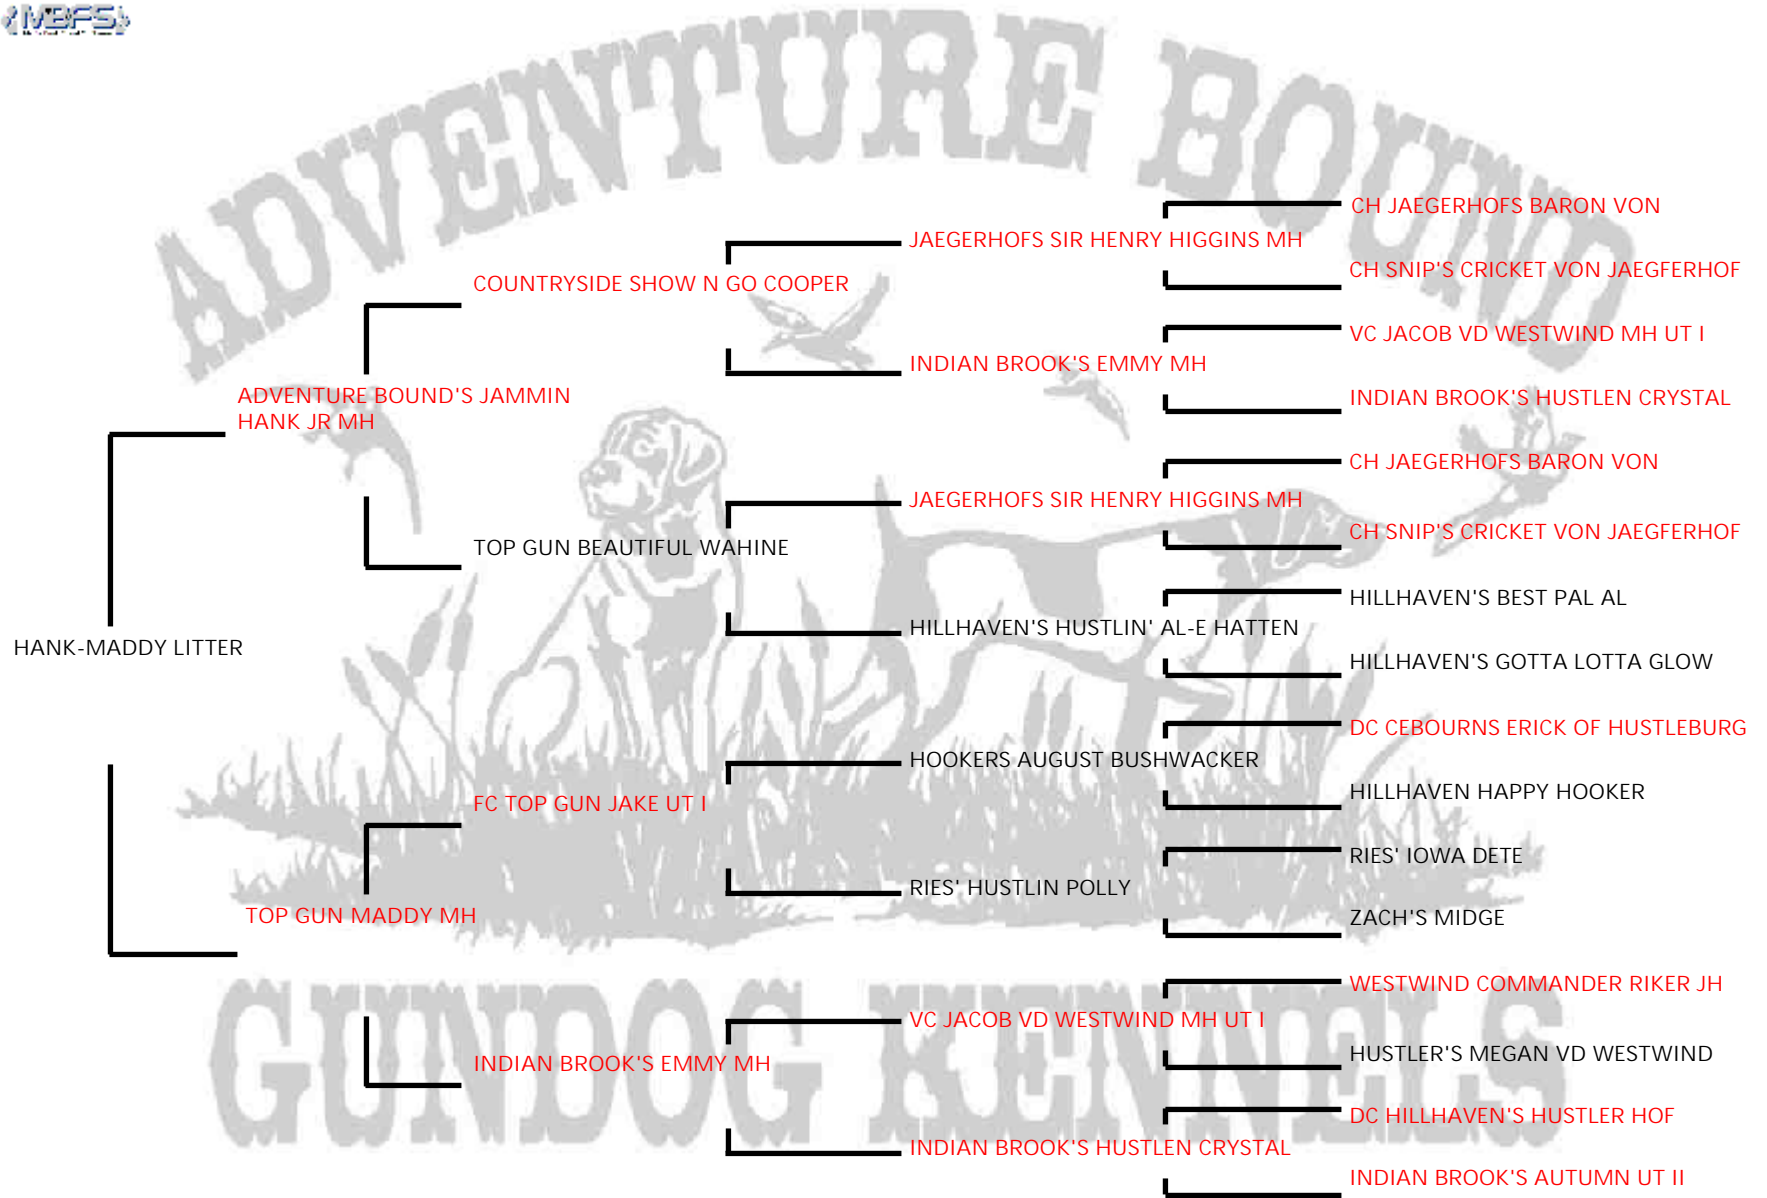 MBFS
ADVENTURE BOUND
CH JAEGERHOFS BARON VON
JAEGERHOFS SIR HENRY HIGGINS MH
CH SNIP'S CRICKET VON JAEGFERHOF
COUNTRYSIDE SHOW N GO COOPER
VC JACOB VD WESTWIND MH UT I
INDIAN BROOK'S EMMY MH
INDIAN BROOK'S HUSTLEN CRYSTAL
ADVENTURE BOUND'S JAMMIN
HANK JR MH
CH JAEGERHOFS BARON VON
JAEGERHOFS SIR HENRY HIGGINS MH
CH SNIP'S CRICKET VON JAEGFERHOF
TOP GUN BEAUTIFUL WAHINE
HILLHAVEN'S BEST PAL AL
HILLHAVEN'S HUSTLIN' AL-E HATTEN
HILLHAVEN'S GOTTA LOTTA GLOW
HANK-MADDY LITTER
DC CEBOURNS ERICK OF HUSTLEBURG
HOOKERS AUGUST BUSHWACKER
HILLHAVEN HAPPY HOOKER
FC TOP GUN JAKE UT I
RIES' IOWA DETE
RIES' HUSTLIN POLLY
ZACH'S MIDGE
TOP GUN MADDY MH
WESTWIND COMMANDER RIKER JH
VC JACOB VD WESTWIND MH UT I
HUSTLER'S MEGAN VD WESTWIND
INDIAN BROOK'S EMMY MH
DC HILLHAVEN'S HUSTLER HOF
INDIAN BROOK'S HUSTLEN CRYSTAL
INDIAN BROOK'S AUTUMN UT II
GUNDOG KENNELS